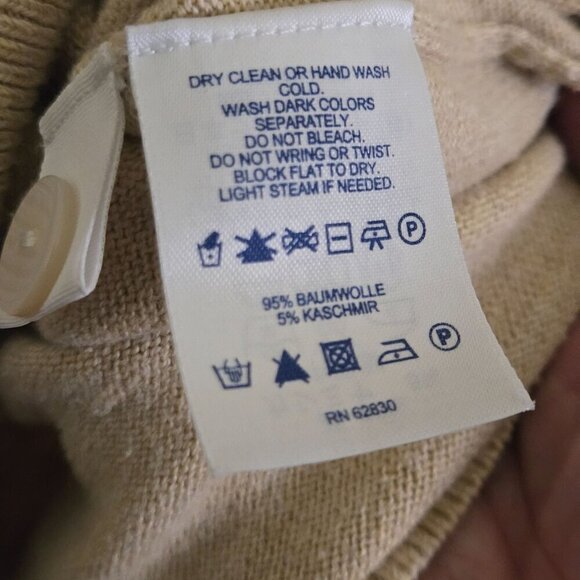 DRY CLEAN OR HAND WASH
COLD.
WASH DARK COLORS
SEPARATELY.
DO NOT BLEACH.
DO NOT WRING OR TWIST.
BLOCK FLAT TO DRY.
LIGHT STEAM IF NEEDED.
P
95% BAUMWOLLE
5% KASCHMIR
P
RN 62830